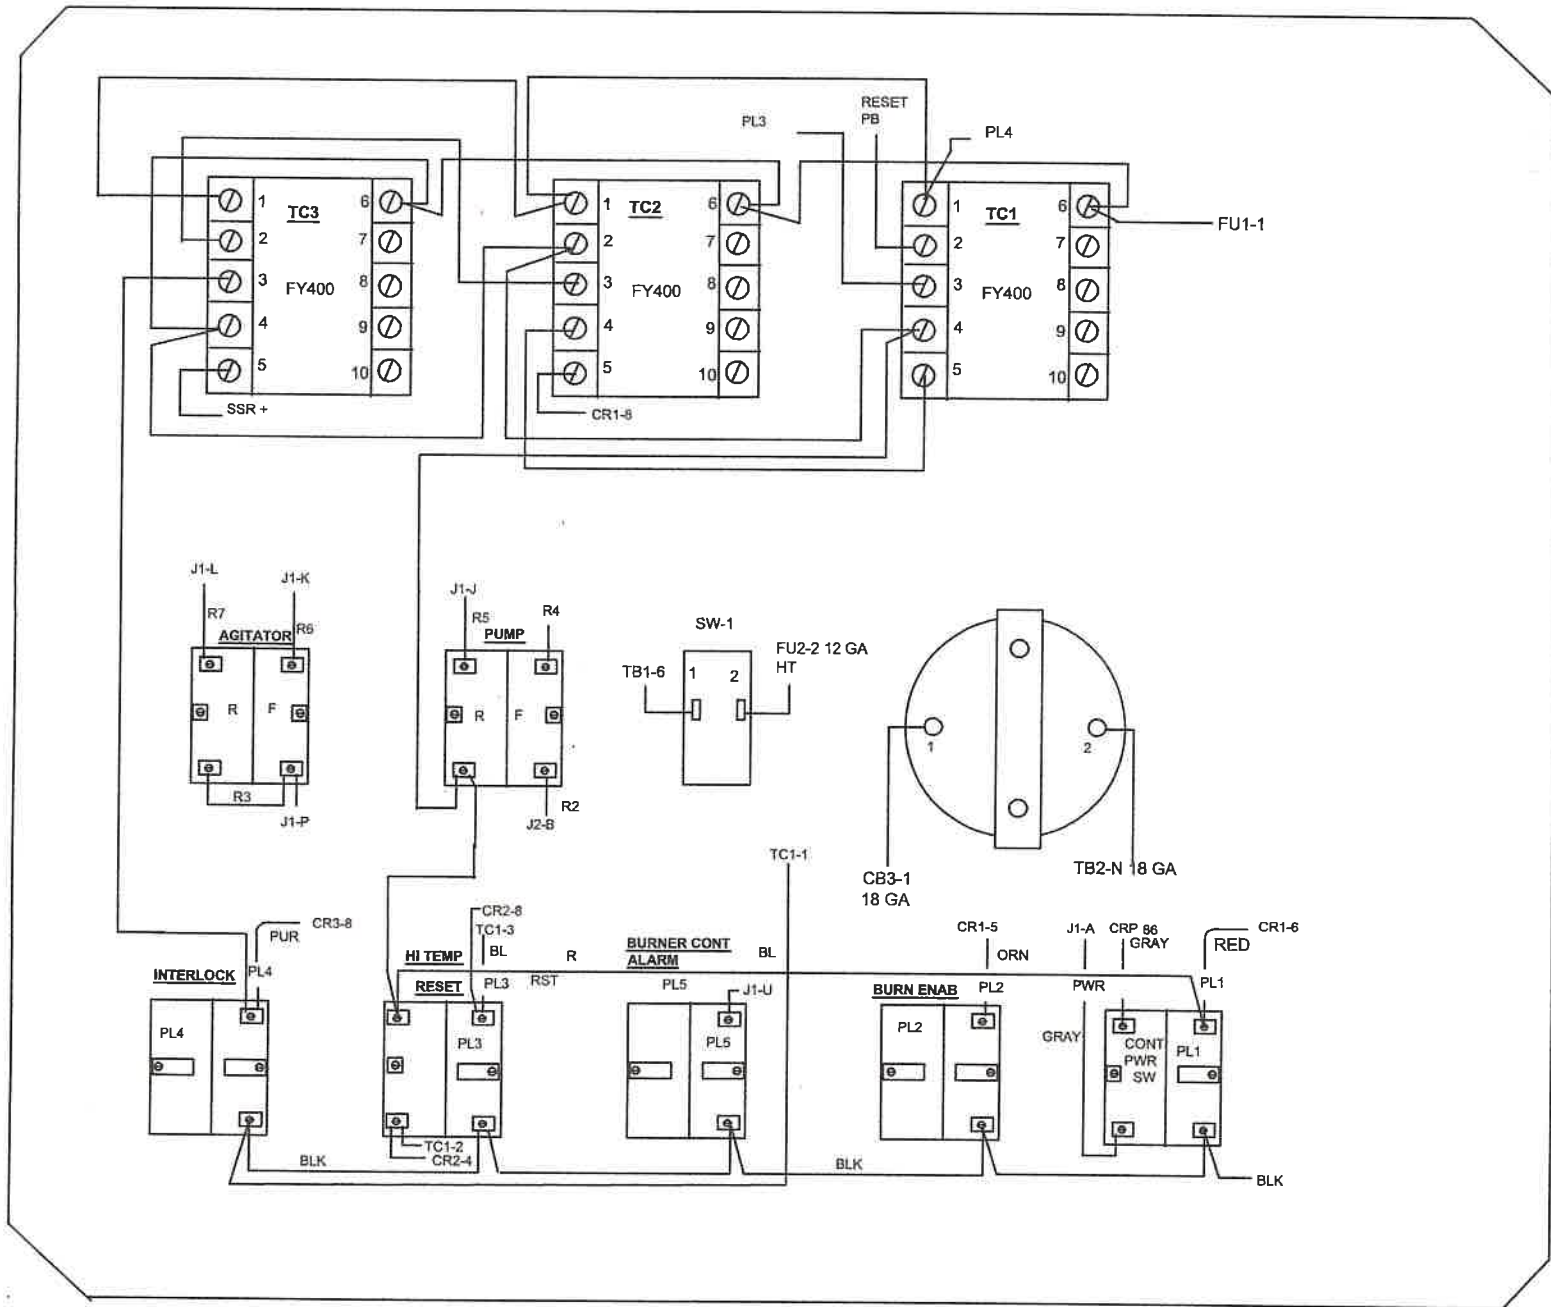 RESET
PB
PL3
PL4
1 TC3 6
2 7
3 FY400 8
4 9
5 10
SSR +
1 TC2 6
2 7
3 FY400 8
4 9
5 10
CR1-8
1 TC1 6
2 7
3 FY400 8
4 9
5 10
FU1-1
J1-L
J1-K
R7
R6
AGITATOR
R F
R3
J1-P
J1-J
R5
R4
PUMP
R F
R2
J2-B
SW-1
TB1-6
1 2
FU2-2 12 GA
HT
1 2
CB3-1
18 GA
TB2-N 18 GA
TC1-1
CR3-8
PUR
INTERLOCK
PL4
PL4
CR2-8
TC1-3
BL
HI TEMP
RESET
PL3
R
RST
PL3
TC1-2
CR2-4
BLK
BURNER CONT
ALARM
BL
PL5
J1-U
PL5
BLK
CR1-5
ORN
BURN ENAB
PL2
PL2
J1-A
PWR
GRAY
CRP 86
GRAY
CR1-6
RED
PL1
CONT
PWR
SW
PL1
BLK